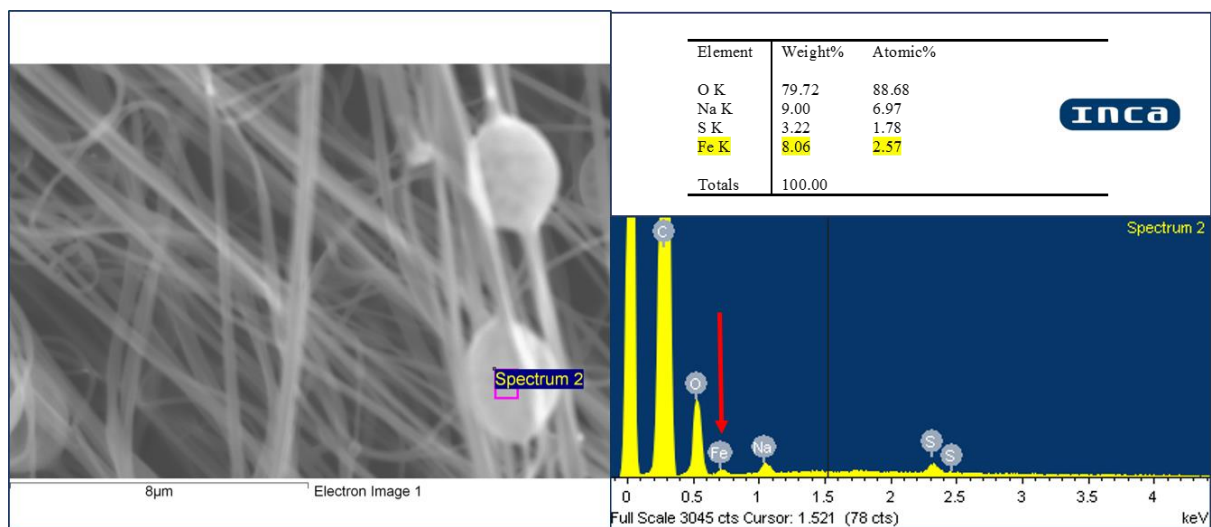 Spectrum 2
8µm Electron Image 1
Element Weight% Atomic%
O K 79.72 88.68
Na K 9.00 6.97
S K 3.22 1.78
Fe K 8.06 2.57
Totals 100.00
INCA
Spectrum 2
C
O
Fe
Na
S
S
0 0.5 1 1.5 2 2.5 3 3.5 4
Full Scale 3045 cts Cursor: 1.521 (78 cts) keV